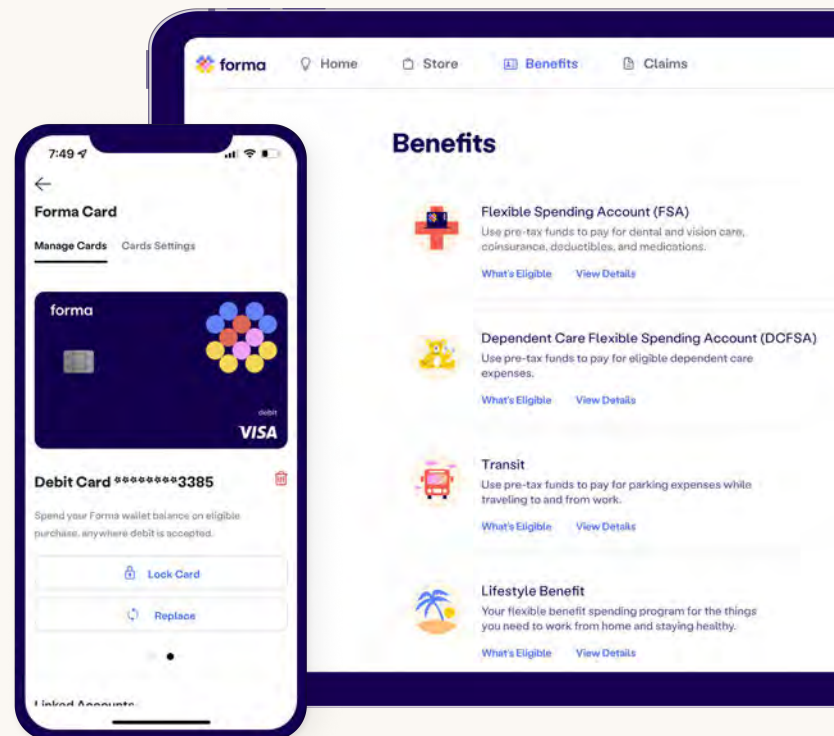 forma
Home
Store
Benefits
Claims
Benefits
Flexible Spending Account (FSA)
Use pre-tax funds to pay for dental and vision care,
coinsurance, deductibles, and medications.
What's Eligible View Details
Dependent Care Flexible Spending Account (DCFSA)
Use pre-tax funds to pay for eligible dependent care
expenses.
What's Eligible View Details
Transit
Use pre-tax funds to pay for parking expenses while
traveling to and from work.
What's Eligible View Details
Lifestyle Benefit
Your flexible benefit spending program for the things
you need to work from home and staying healthy.
What's Eligible View Details
7:49
Forma Card
Manage Cards Cards Settings
forma
debit
VISA
Debit Card ********3385
Spend your Forma wallet balance on eligible
purchase, anywhere debit is accepted.
Lock Card
Replace
Linked Accounts